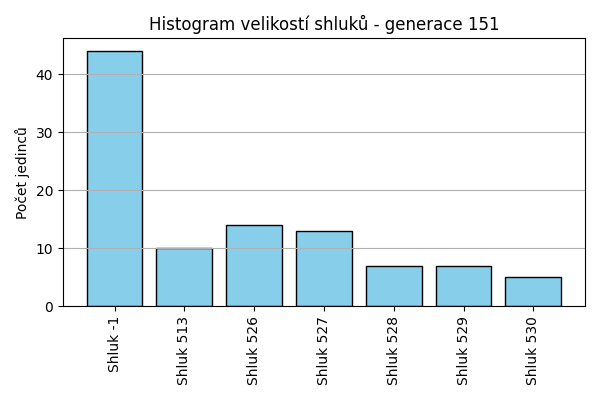 Histogram velikostí shluků - generace 151
Počet jedinců
40
30
20
10
0
Shluk -1
Shluk 513
Shluk 526
Shluk 527
Shluk 528
Shluk 529
Shluk 530